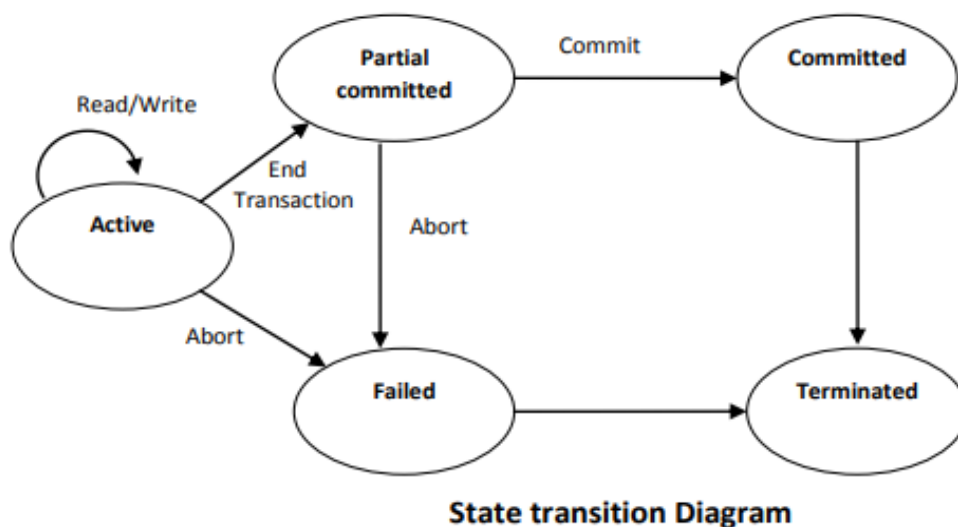 Partial
committed
Commit
Committed
Read/Write
End
Transaction
Active
Abort
Abort
Failed
Terminated
State transition Diagram